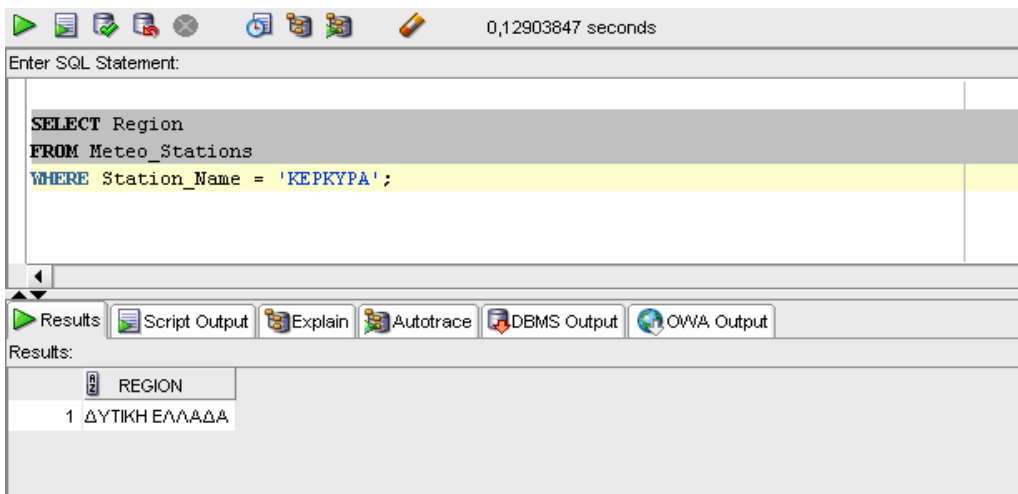 0,12903847 seconds
Enter SQL Statement:
SELECT Region
FROM Meteo_Stations
WHERE Station_Name = 'ΚΕΡΚΥΡΑ';
Results Script Output Explain Autotrace DBMS Output OWA Output
Results:
REGION
1 ΔΥΤΙΚΗ ΕΛΛΑΔΑ